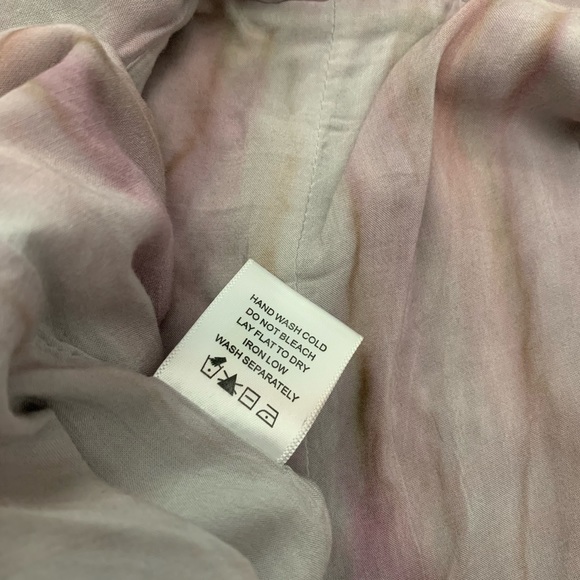 HAND WASH COLD
DO NOT BLEACH
LAY FLAT TO DRY
IRON LOW
WASH SEPARATELY